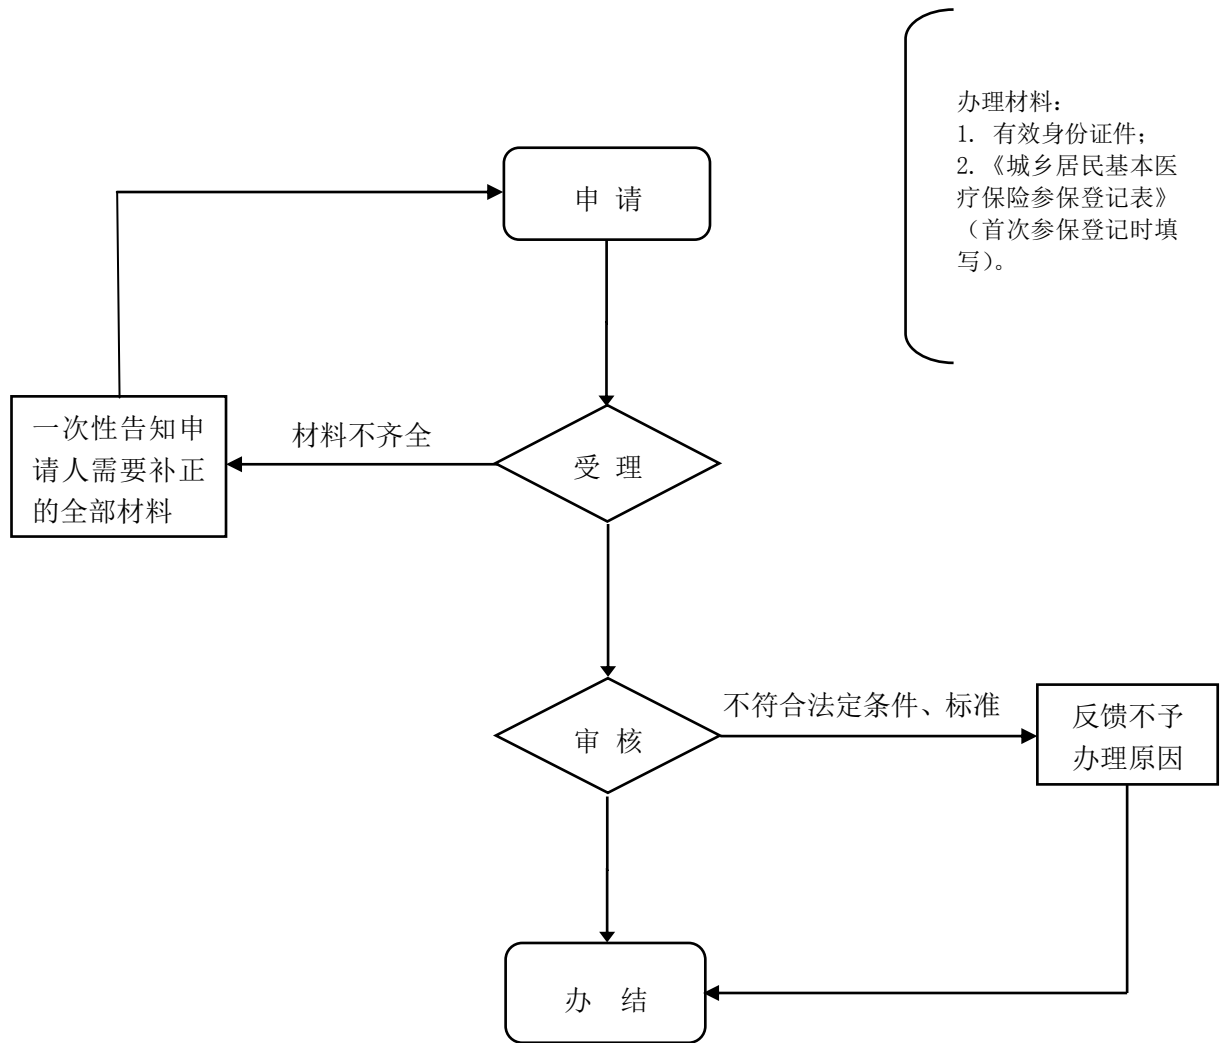 办理材料：
1. 有效身份证件；
2.《城乡居民基本医
疗保险参保登记表》
（首次参保登记时填
写）。
申 请
一次性告知申
请人需要补正
的全部材料
材料不齐全
受 理
不符合法定条件、标准
审 核
反馈不予
办理原因
办 结